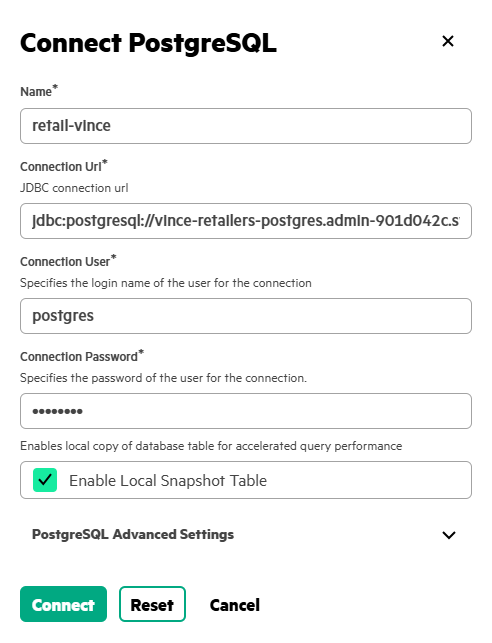 Connect PostgreSQL
Name*
retail-vince
Connection Url*
JDBC connection url
jdbc:postgresql://vince-retailers-postgres.admin-901d042c.s
Connection User*
Specifies the login name of the user for the connection
postgres
Connection Password*
Specifies the password of the user for the connection.
••••••••
Enables local copy of database table for accelerated query performance
Enable Local Snapshot Table
PostgreSQL Advanced Settings
Connect Reset Cancel